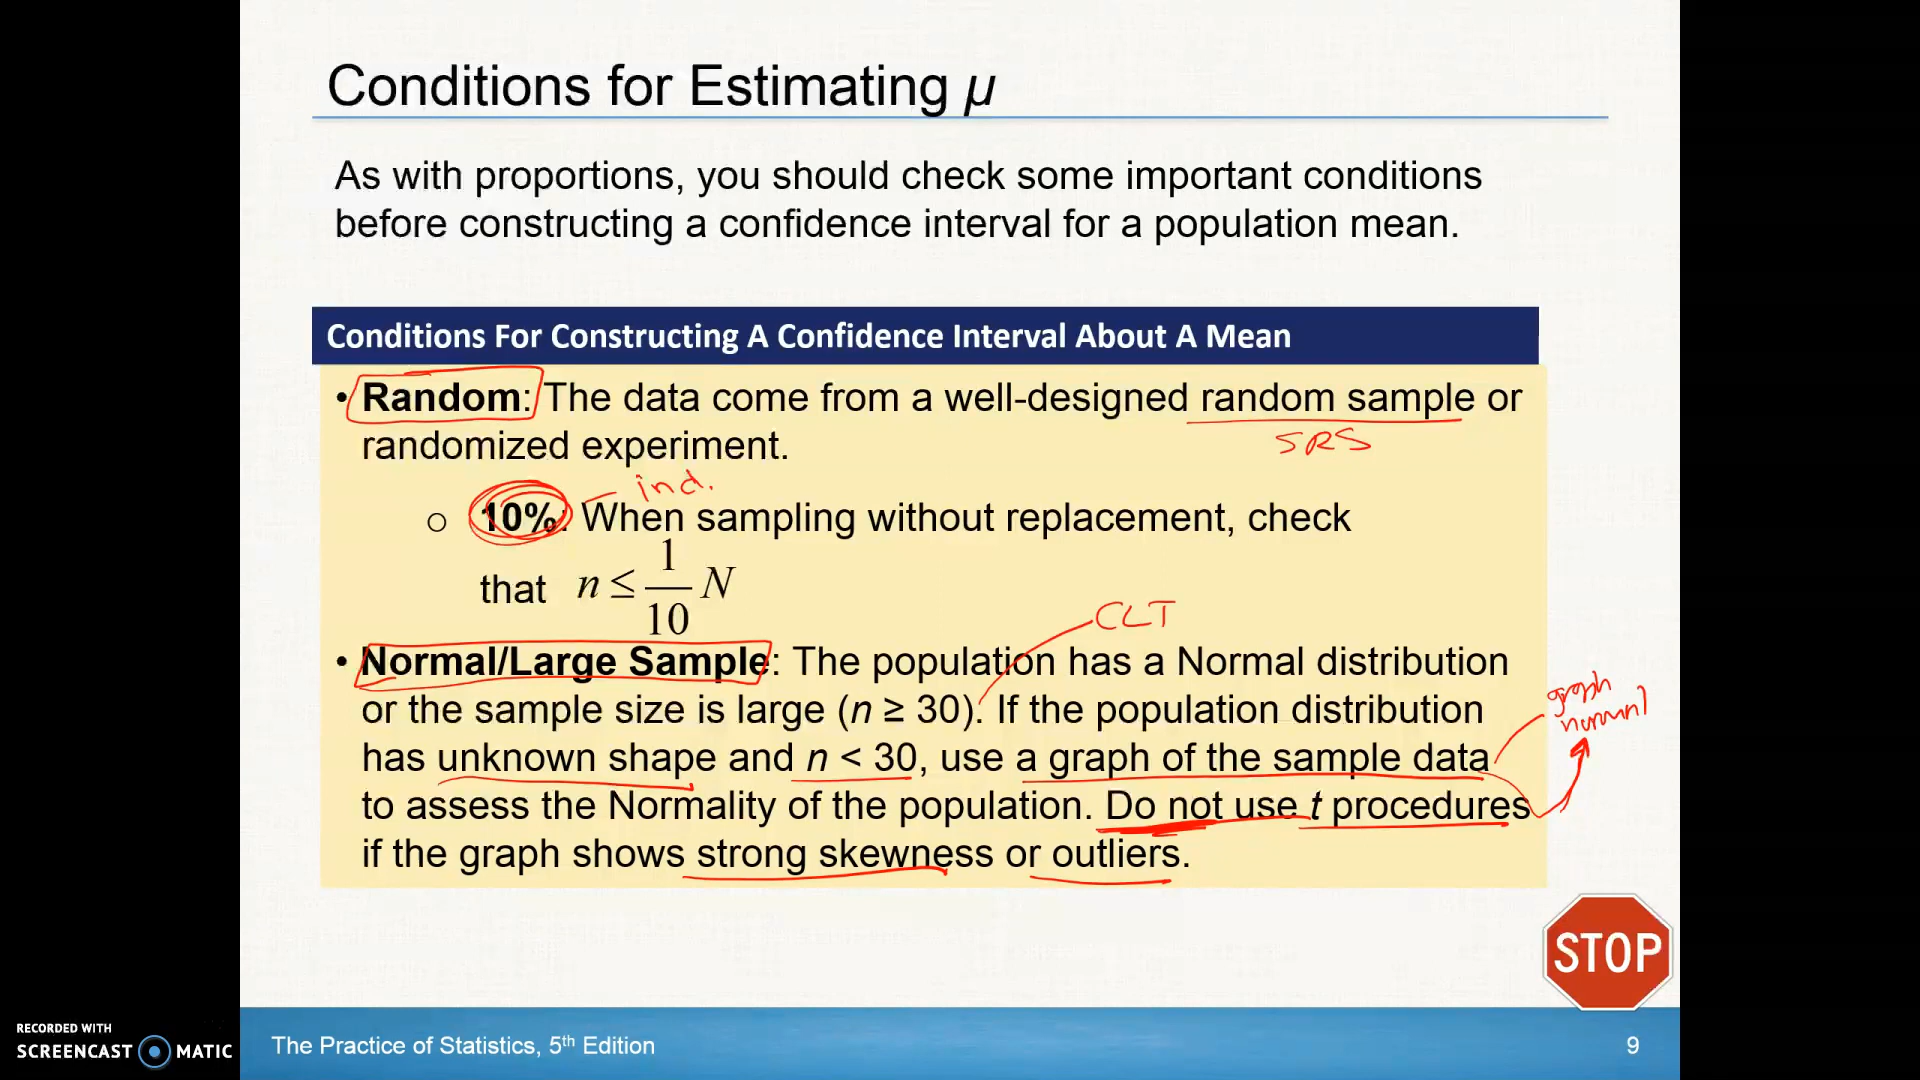 Conditions for Estimating μ
As with proportions, you should check some important conditions
before constructing a confidence interval for a population mean.
Conditions For Constructing A Confidence Interval About A Mean
• Random: The data come from a well-designed random sample or
randomized experiment.
SRS
– ind.
o 10%: When sampling without replacement, check
that n ≤ 1/10 N
CLT
• Normal/Large Sample: The population has a Normal distribution
or the sample size is large (n ≥ 30). If the population distribution
has unknown shape and n < 30, use a graph of the sample data
to assess the Normality of the population. Do not use t procedures
if the graph shows strong skewness or outliers.
graph
normal
STOP
RECORDED WITH
SCREENCAST MATIC
The Practice of Statistics, 5th Edition
9